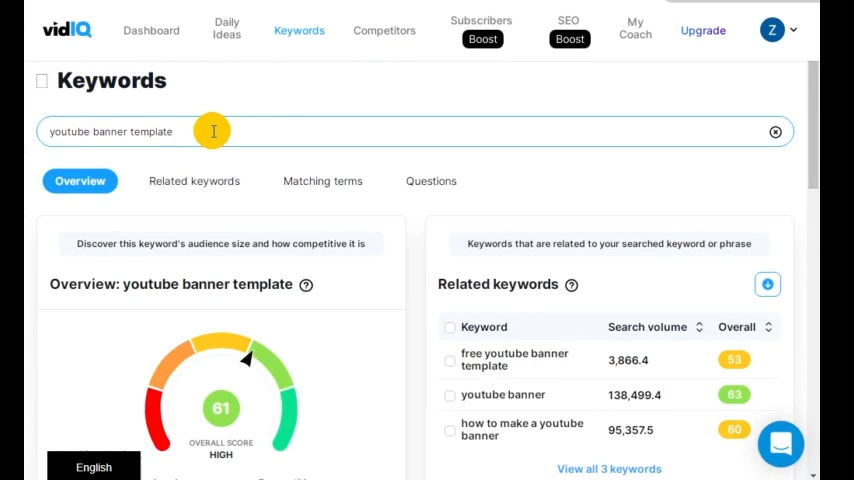 vidIQ
Dashboard
Daily
Ideas
Keywords
Competitors
Subscribers
Boost
SEO
Boost
My
Coach
Upgrade
Z
Keywords
youtube banner template
Overview
Related keywords
Matching terms
Questions
Discover this keyword's audience size and how competitive it is
Overview: youtube banner template
61
OVERALL SCORE
HIGH
Keywords that are related to your searched keyword or phrase
Related keywords
Keyword Search volume Overall
free youtube banner
template
3,866.4 53
youtube banner 138,499.4 63
how to make a youtube
banner
95,357.5 60
View all 3 keywords
English